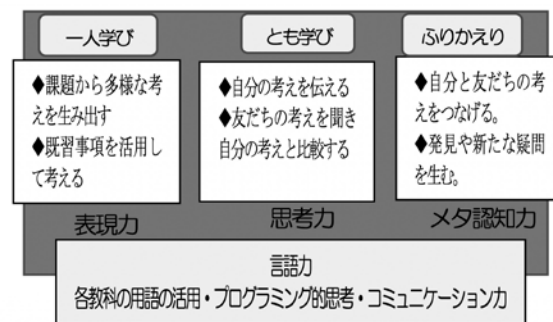 一人学び
◆課題から多様な考
えを生み出す
◆既習事項を活用し
て考える
表現力
とも学び
◆自分の考えを伝える
◆友だちの考えを聞き
自分の考えと比較する
思考力
ふりかえり
◆自分と友だちの考
えをつなげる。
◆発見や新たな疑問
を生む。
メタ認知力
言語力
各教科の用語の活用・プログラミング的思考・コミュニケーション力